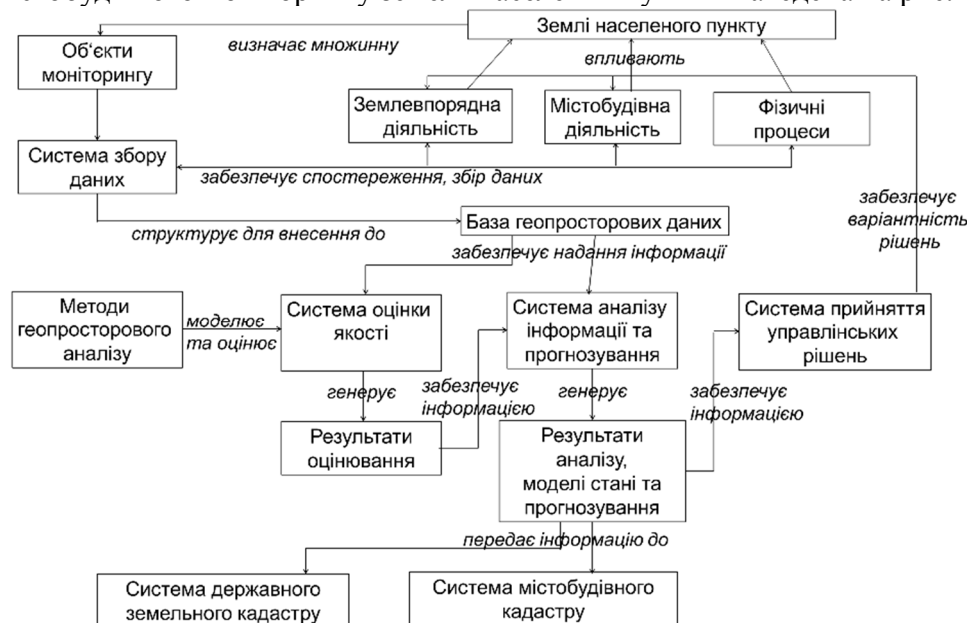 Землі населеного пункту
визначає множинну
Об‘єкти
моніторингу
впливають
Землевпорядна
діяльність
Містобудівна
діяльність
Фізичні
процеси
Система збору
даних
забезпечує спостереження, збір даних
забезпечує
варіантність
рішень
База геопросторових даних
структурує для внесення до
забезпечує надання інформації
Методи
геопросторового
аналізу
моделює
та оцінює
Система оцінки
якості
Система аналізу
інформації та
прогнозування
Система прийняття
управлінських
рішень
генерує
забезпечує
інформацією
генерує
забезпечує
інформацією
Результати
оцінювання
Результати
аналізу,
моделі стані та
прогнозування
передає інформацію до
Система державного
земельного кадастру
Система містобудівного
кадастру